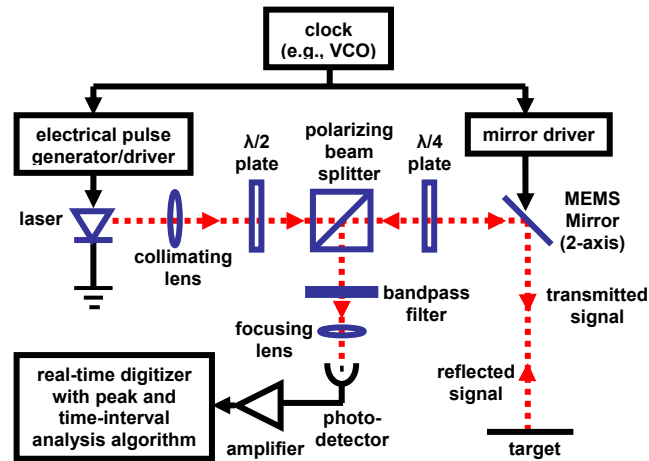 clock
(e.g., VCO)
electrical pulse
generator/driver
λ/2
plate
polarizing
beam
splitter
λ/4
plate
mirror driver
laser
MEMS
Mirror
(2-axis)
collimating
lens
bandpass
filter
transmitted
signal
focusing
lens
real-time digitizer
with peak and
time-interval
analysis algorithm
reflected
signal
amplifier
photo-
detector
target